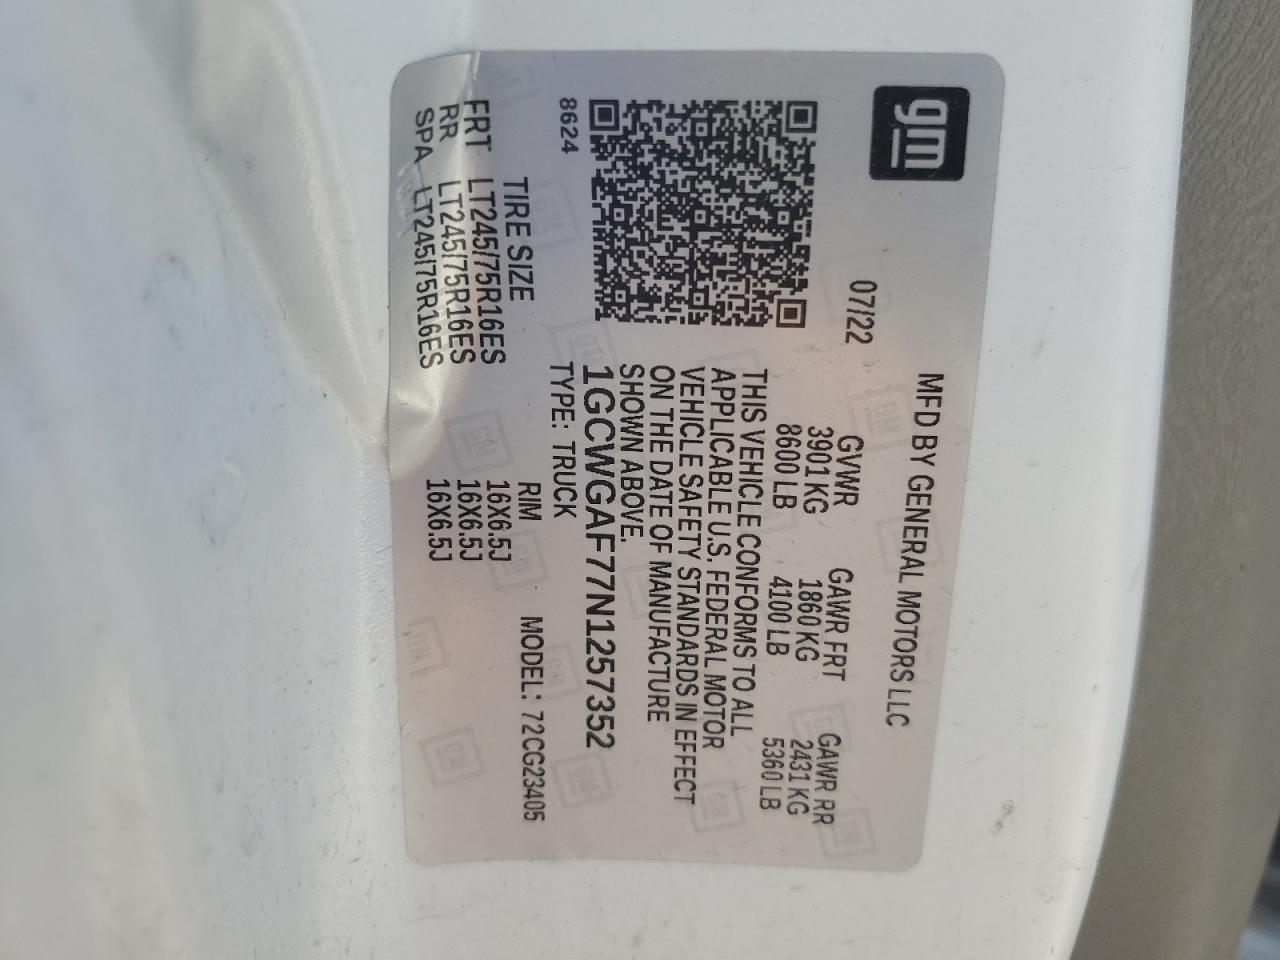 gm
MFD BY GENERAL MOTORS LLC
07/22
GVWR GAWR FRT GAWR RR
3901 KG 1860 KG 2431 KG
8600 LB 4100 LB 5360 LB
THIS VEHICLE CONFORMS TO ALL
APPLICABLE U.S. FEDERAL MOTOR
VEHICLE SAFETY STANDARDS IN EFFECT
ON THE DATE OF MANUFACTURE
SHOWN ABOVE.
1GCWGAF77N1257352
8624
TYPE: TRUCK MODEL: 72CG23405
TIRE SIZE RIM
FRT LT245/75R16ES 16X6.5J
RR LT245/75R16ES 16X6.5J
SPA LT245/75R16ES 16X6.5J